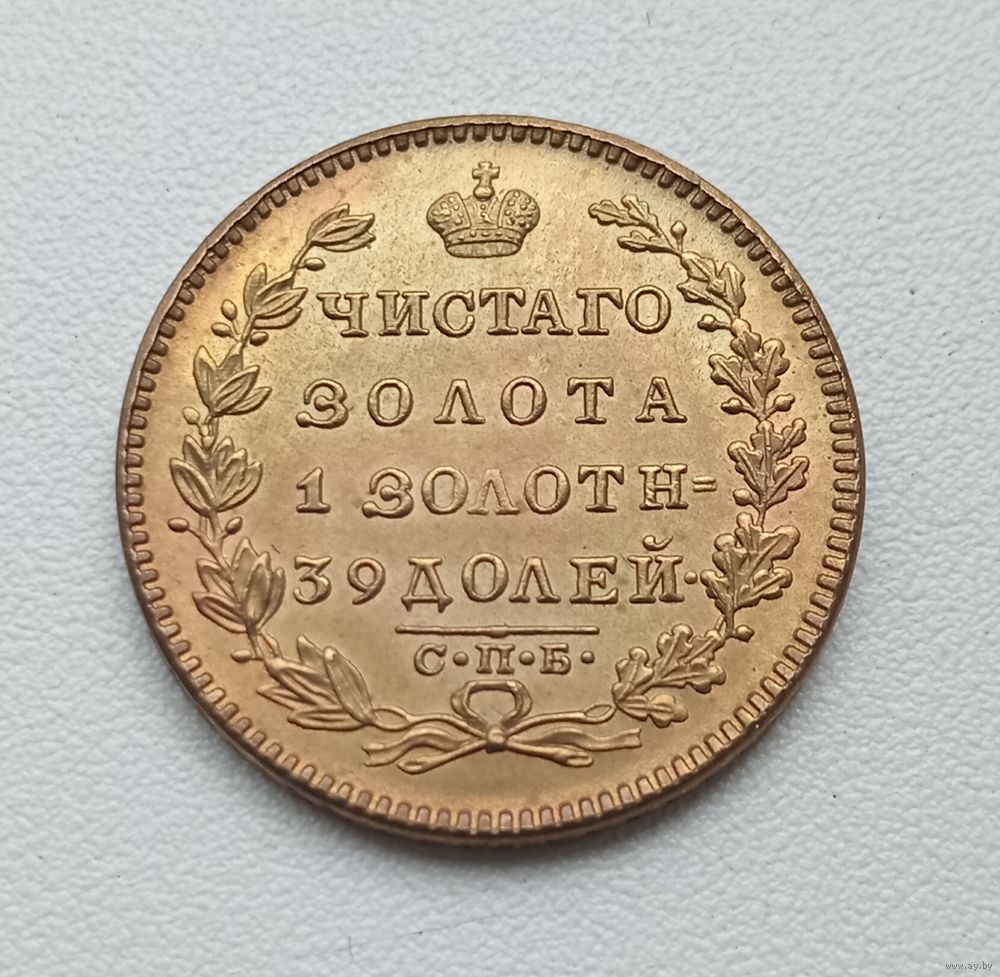 ЧИСТАГО
ЗОЛОТА
1 ЗОЛОТН=
39 ДОЛЕЙ·
С·П·Б·
www.ay.by